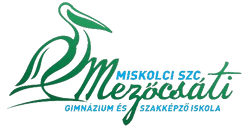 MISKOLCI SZC
Mezőcsáti
GIMNÁZIUM ÉS SZAKKÉPZŐ ISKOLA